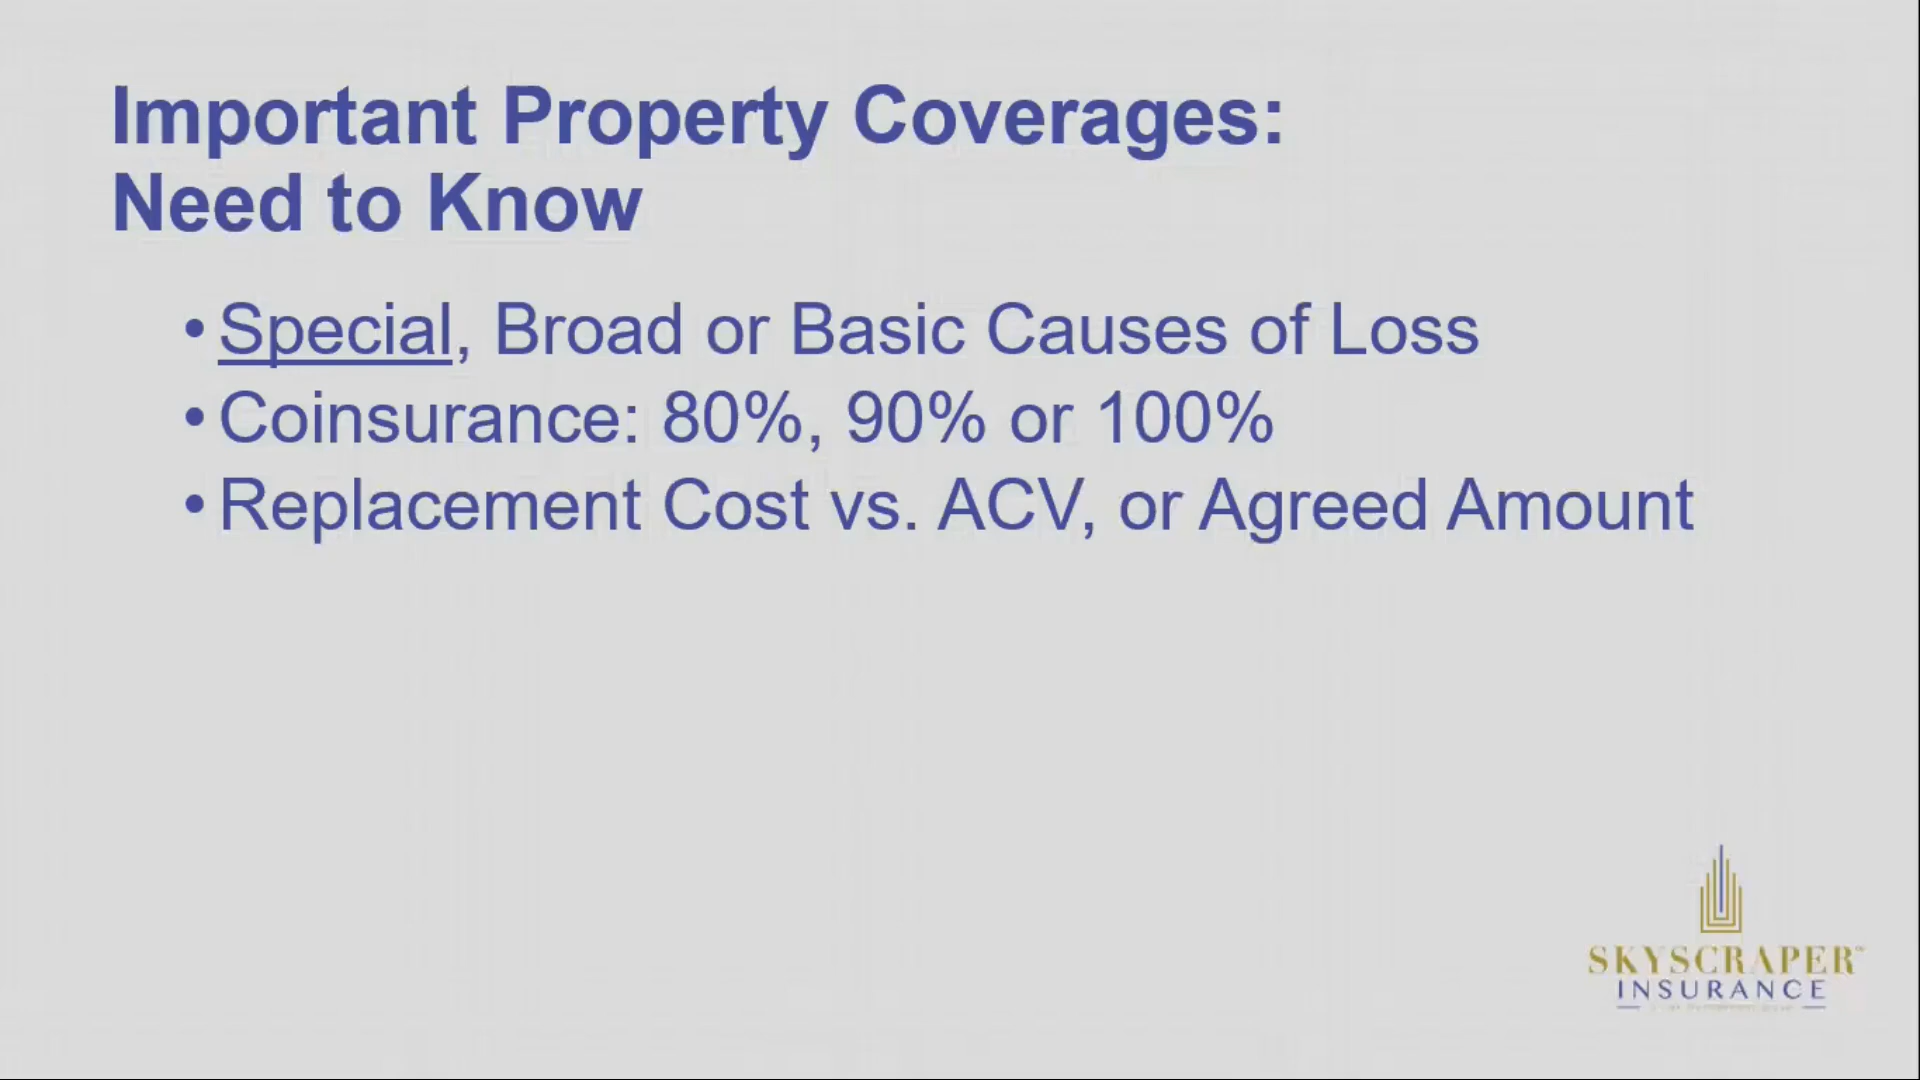 Important Property Coverages:
Need to Know
• Special, Broad or Basic Causes of Loss
• Coinsurance: 80%, 90% or 100%
• Replacement Cost vs. ACV, or Agreed Amount
SKYSCRAPER
INSURANCE